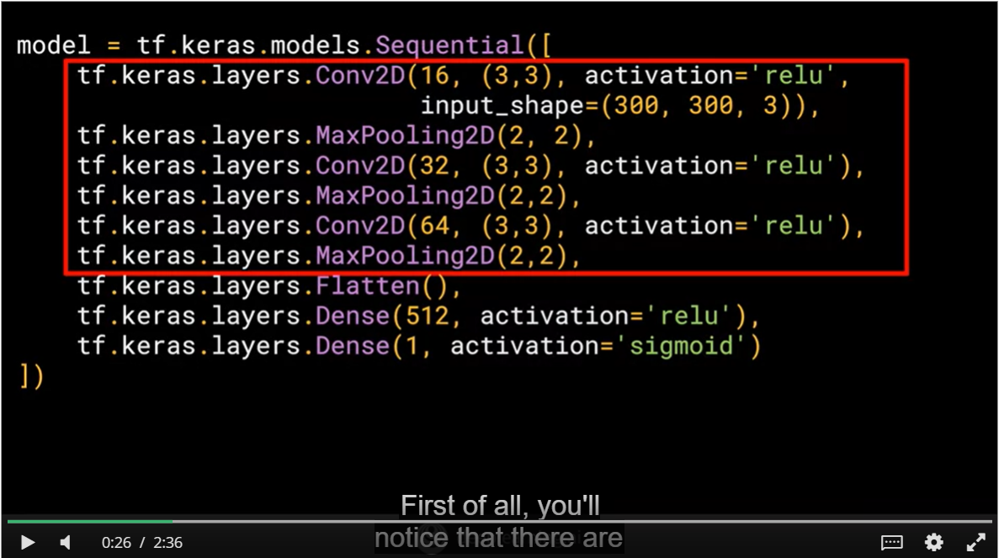 model = tf.keras.models.Sequential([
    tf.keras.layers.Conv2D(16, (3,3), activation='relu',
                           input_shape=(300, 300, 3)),
    tf.keras.layers.MaxPooling2D(2, 2),
    tf.keras.layers.Conv2D(32, (3,3), activation='relu'),
    tf.keras.layers.MaxPooling2D(2,2),
    tf.keras.layers.Conv2D(64, (3,3), activation='relu'),
    tf.keras.layers.MaxPooling2D(2,2),
    tf.keras.layers.Flatten(),
    tf.keras.layers.Dense(512, activation='relu'),
    tf.keras.layers.Dense(1, activation='sigmoid')
])
First of all, you'll
notice that there are
0:26 / 2:36